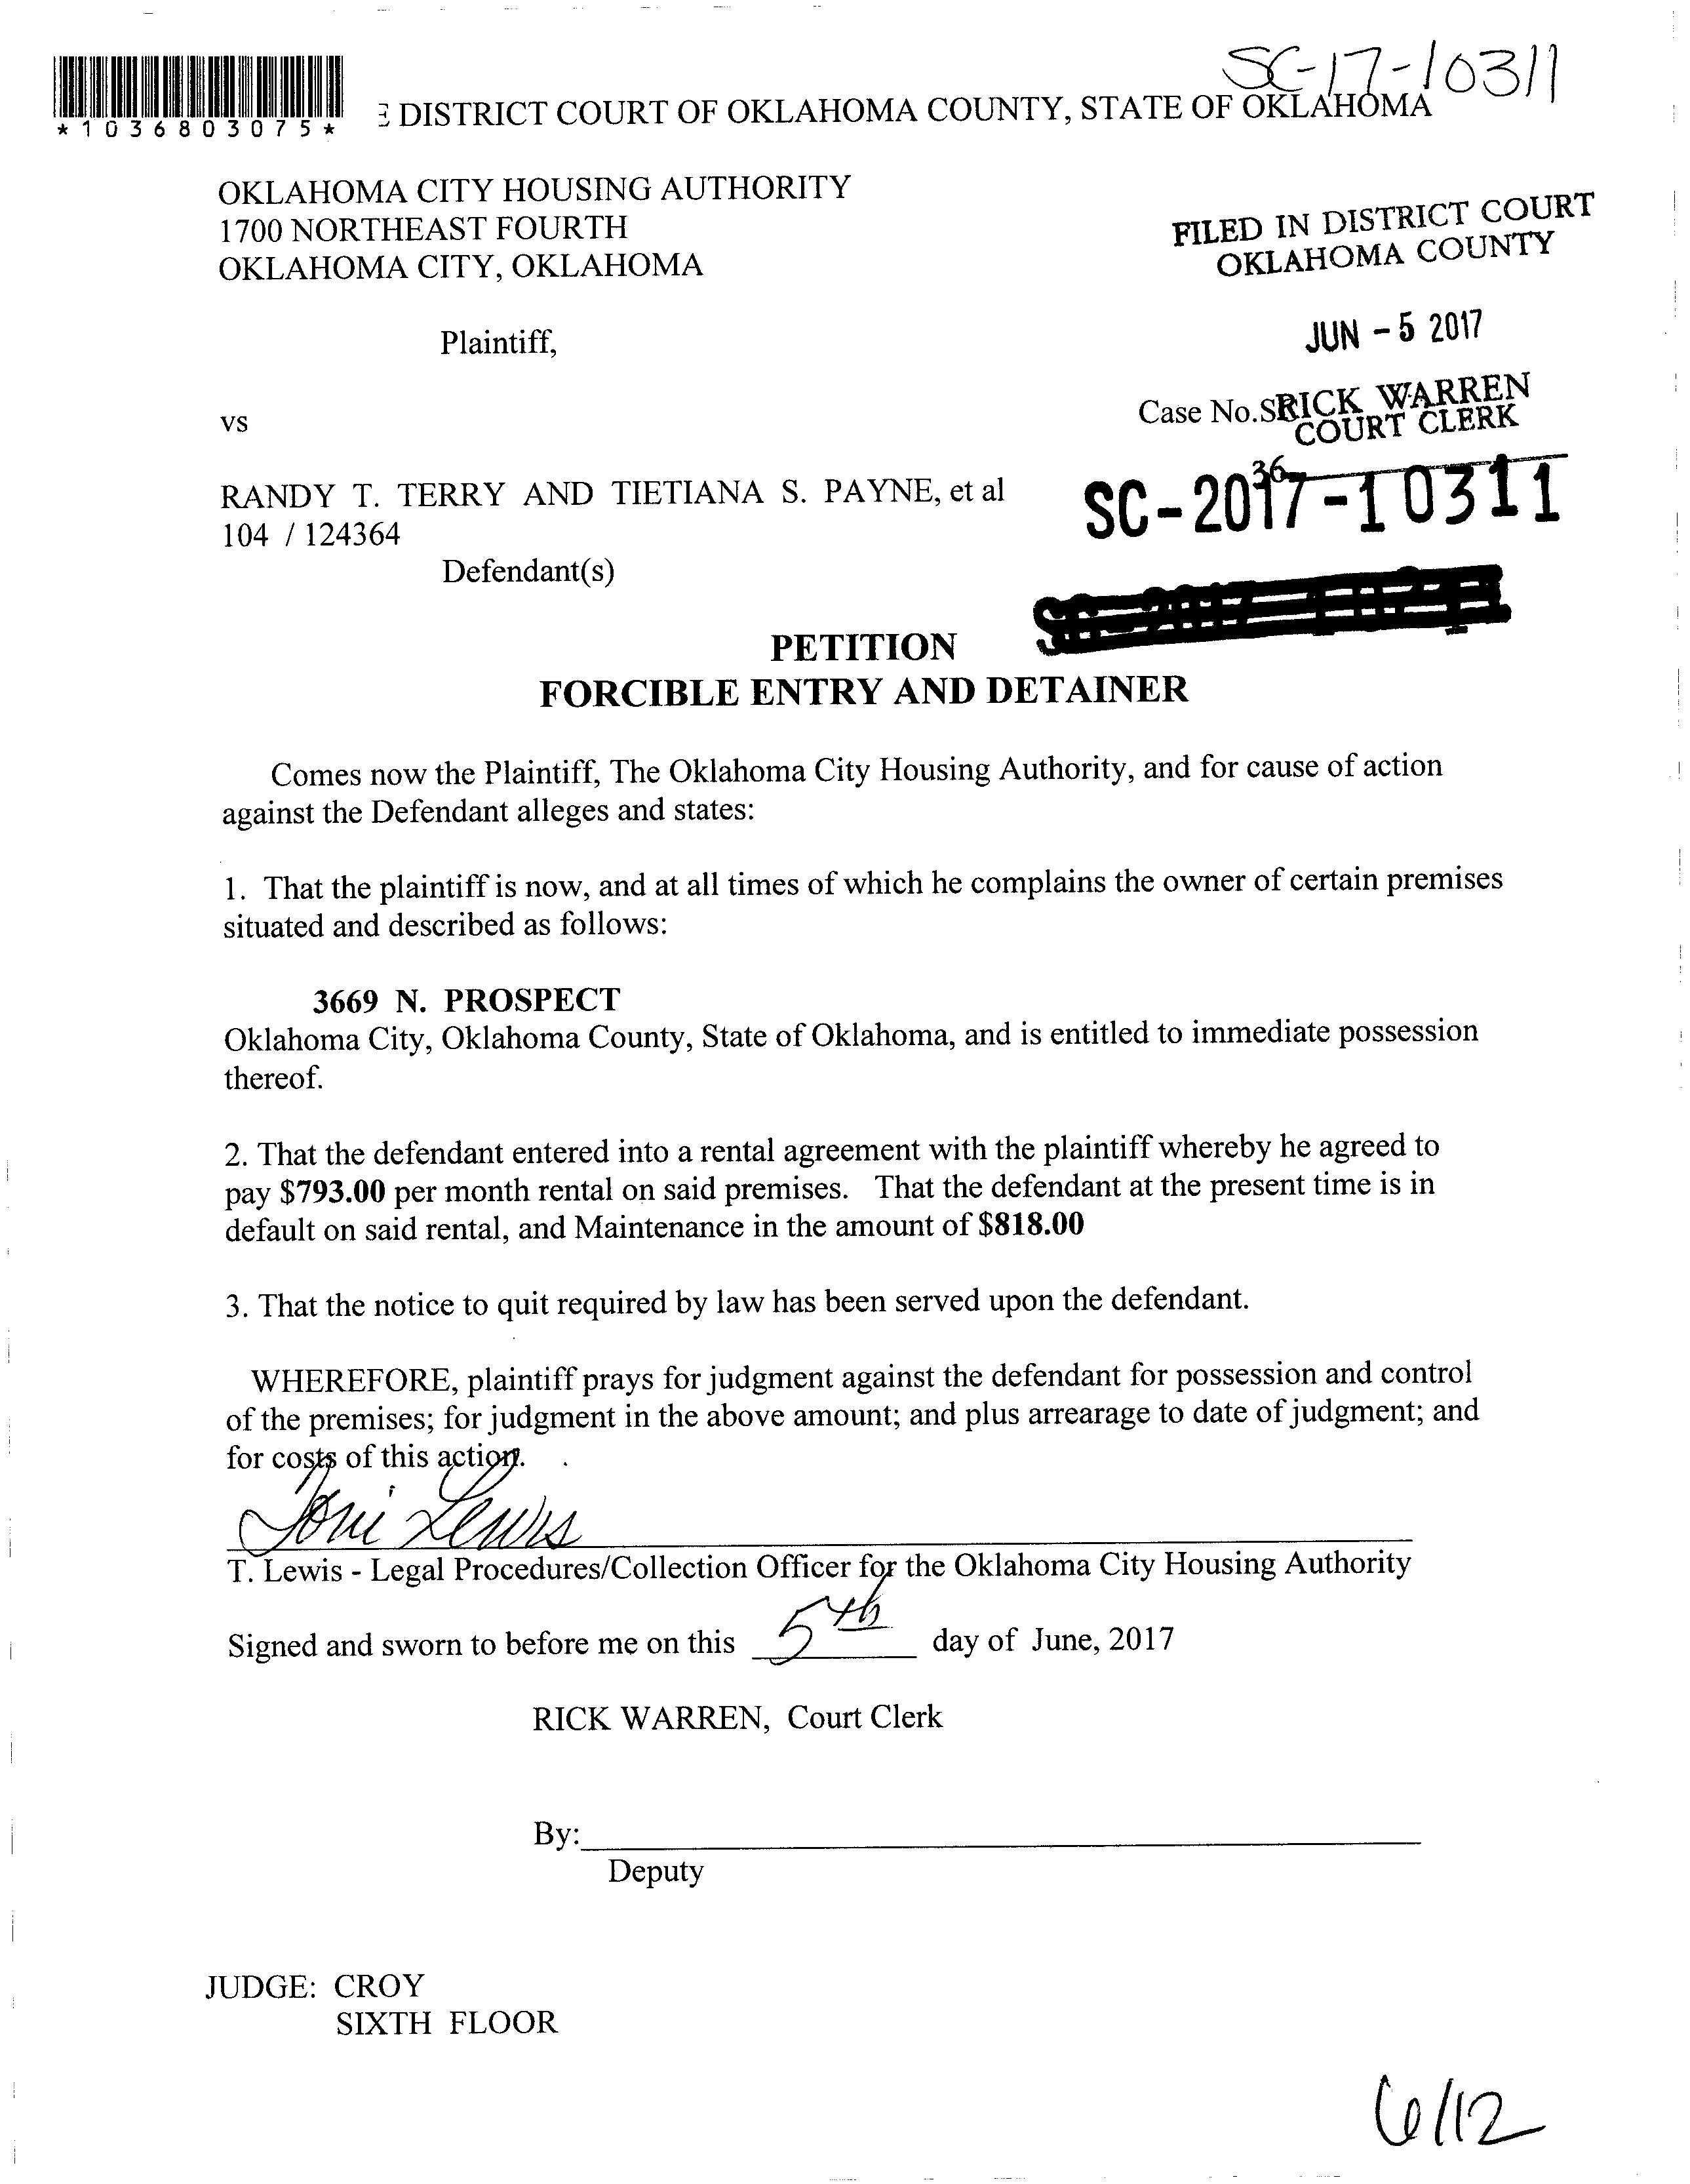 SC-17-10311
*1036803075*
DISTRICT COURT OF OKLAHOMA COUNTY, STATE OF OKLAHOMA
OKLAHOMA CITY HOUSING AUTHORITY
1700 NORTHEAST FOURTH
OKLAHOMA CITY, OKLAHOMA
FILED IN DISTRICT COURT
OKLAHOMA COUNTY
Plaintiff,
JUN - 5 2017
vs
Case No.
RICK WARREN
COURT CLERK
36
RANDY T. TERRY AND TIETIANA S. PAYNE, et al
SC-2017-10311
104 / 124364
Defendant(s)
PETITION
FORCIBLE ENTRY AND DETAINER
Comes now the Plaintiff, The Oklahoma City Housing Authority, and for cause of action
against the Defendant alleges and states:
1. That the plaintiff is now, and at all times of which he complains the owner of certain premises
situated and described as follows:
3669 N. PROSPECT
Oklahoma City, Oklahoma County, State of Oklahoma, and is entitled to immediate possession
thereof.
2. That the defendant entered into a rental agreement with the plaintiff whereby he agreed to
pay $793.00 per month rental on said premises. That the defendant at the present time is in
default on said rental, and Maintenance in the amount of $818.00
3. That the notice to quit required by law has been served upon the defendant.
WHEREFORE, plaintiff prays for judgment against the defendant for possession and control
of the premises; for judgment in the above amount; and plus arrearage to date of judgment; and
for costs of this action.
Toni Lewis
T. Lewis - Legal Procedures/Collection Officer for the Oklahoma City Housing Authority
Signed and sworn to before me on this 5th day of June, 2017
RICK WARREN, Court Clerk
By:
Deputy
JUDGE: CROY
SIXTH FLOOR
6/12